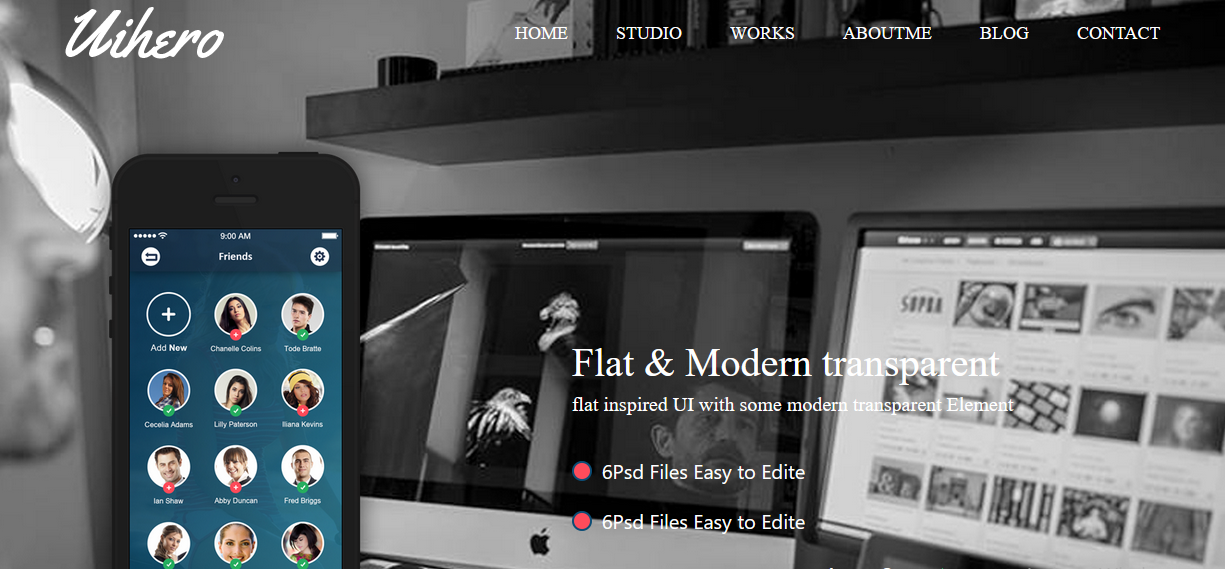 Uihero
HOME STUDIO WORKS ABOUTME BLOG CONTACT
9:00 AM
Friends
Add New
Chanelle Colins
Tode Bratte
Cecelia Adams
Lilly Paterson
Iliana Kevins
Ian Shaw
Abby Duncan
Fred Briggs
SUPRA
Flat & Modern transparent
flat inspired UI with some modern transparent Element
6Psd Files Easy to Edite
6Psd Files Easy to Edite